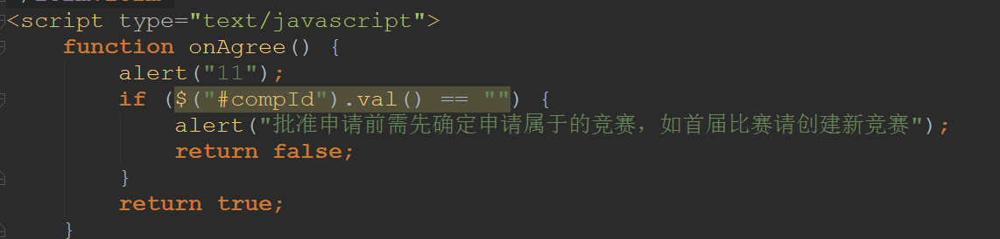 <script type="text/javascript">
function onAgree() {
alert("11");
if ($("#compId").val() == "") {
alert("批准申请前需先确定申请属于的竞赛，如首届比赛请创建新竞赛");
return false;
}
return true;
}